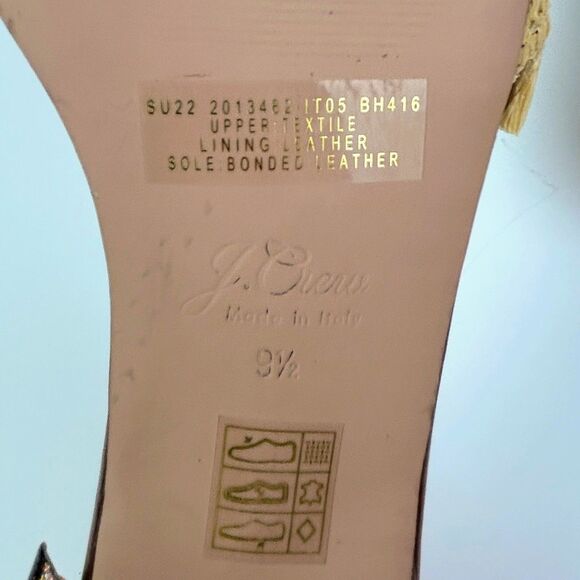 SU22 2013462 IT05 BH416
UPPER:TEXTILE
LINING:LEATHER
SOLE:BONDED LEATHER
J.Crew
Made in Italy
9½